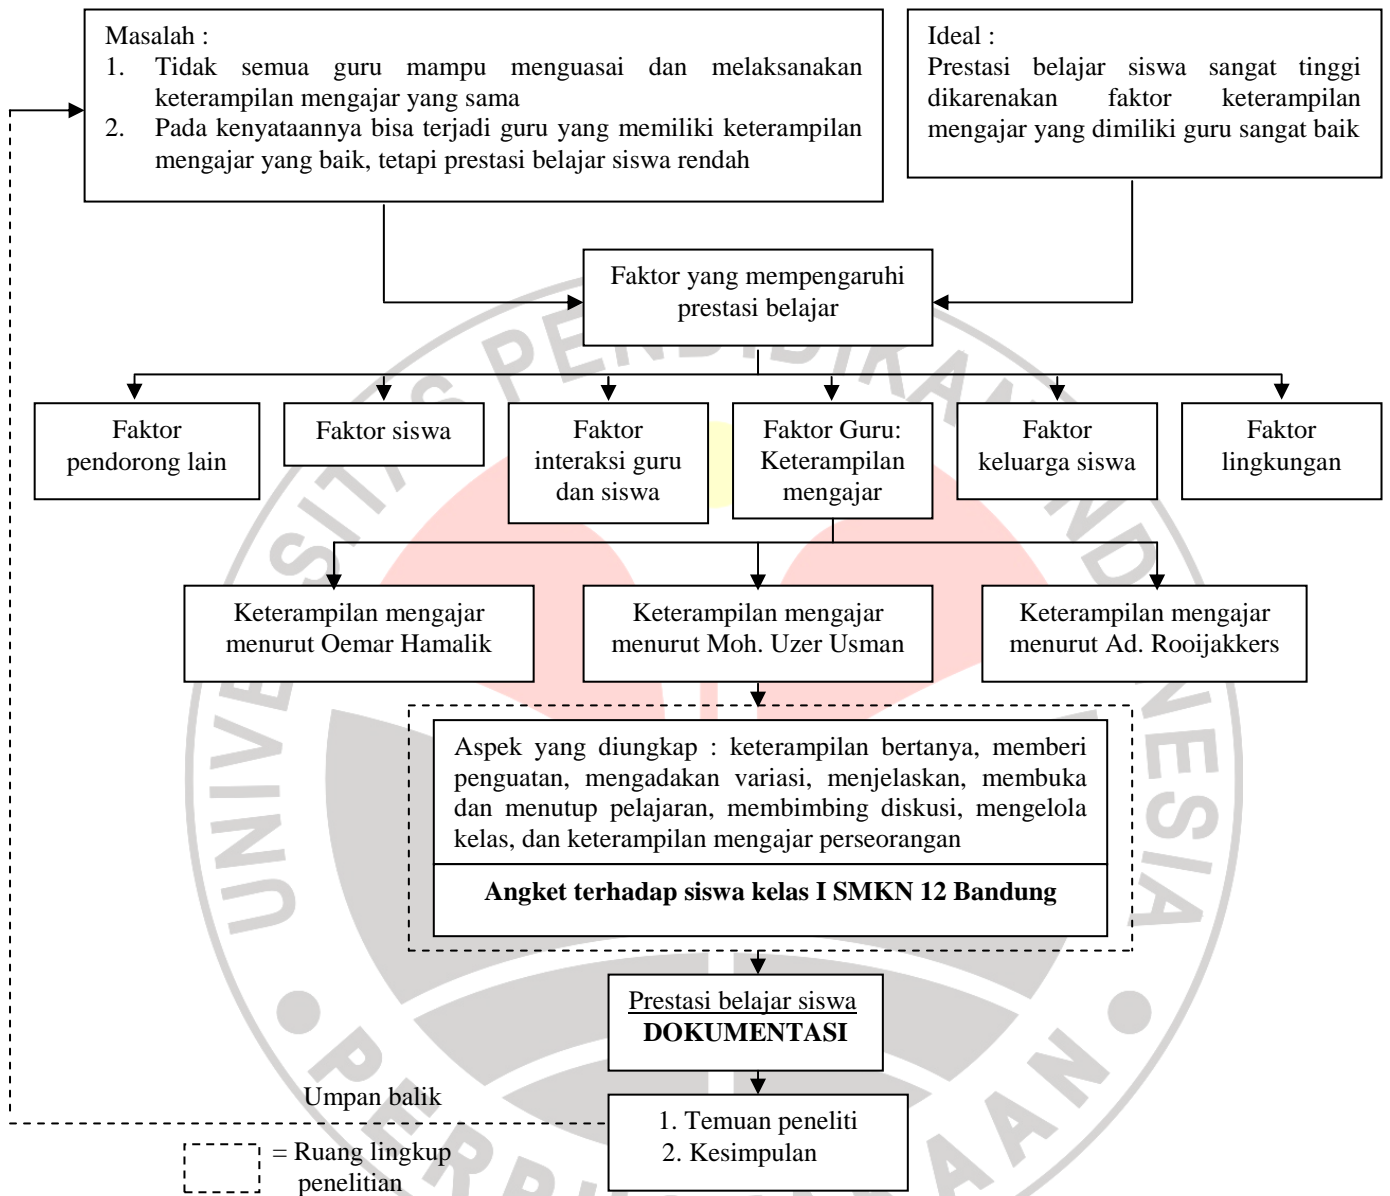 Masalah :
1. Tidak semua guru mampu menguasai dan melaksanakan
keterampilan mengajar yang sama
2. Pada kenyataannya bisa terjadi guru yang memiliki keterampilan
mengajar yang baik, tetapi prestasi belajar siswa rendah
Ideal :
Prestasi belajar siswa sangat tinggi
dikarenakan faktor keterampilan
mengajar yang dimiliki guru sangat baik
Faktor yang mempengaruhi
prestasi belajar
Faktor
pendorong lain
Faktor siswa
Faktor
interaksi guru
dan siswa
Faktor Guru:
Keterampilan
mengajar
Faktor
keluarga siswa
Faktor
lingkungan
Keterampilan mengajar
menurut Oemar Hamalik
Keterampilan mengajar
menurut Moh. Uzer Usman
Keterampilan mengajar
menurut Ad. Rooijakkers
Aspek yang diungkap : keterampilan bertanya, memberi
penguatan, mengadakan variasi, menjelaskan, membuka
dan menutup pelajaran, membimbing diskusi, mengelola
kelas, dan keterampilan mengajar perseorangan
Angket terhadap siswa kelas I SMKN 12 Bandung
Prestasi belajar siswa
DOKUMENTASI
Umpan balik
1. Temuan peneliti
2. Kesimpulan
= Ruang lingkup
penelitian
UNIVERSITAS PENDIDIKAN INDONESIA